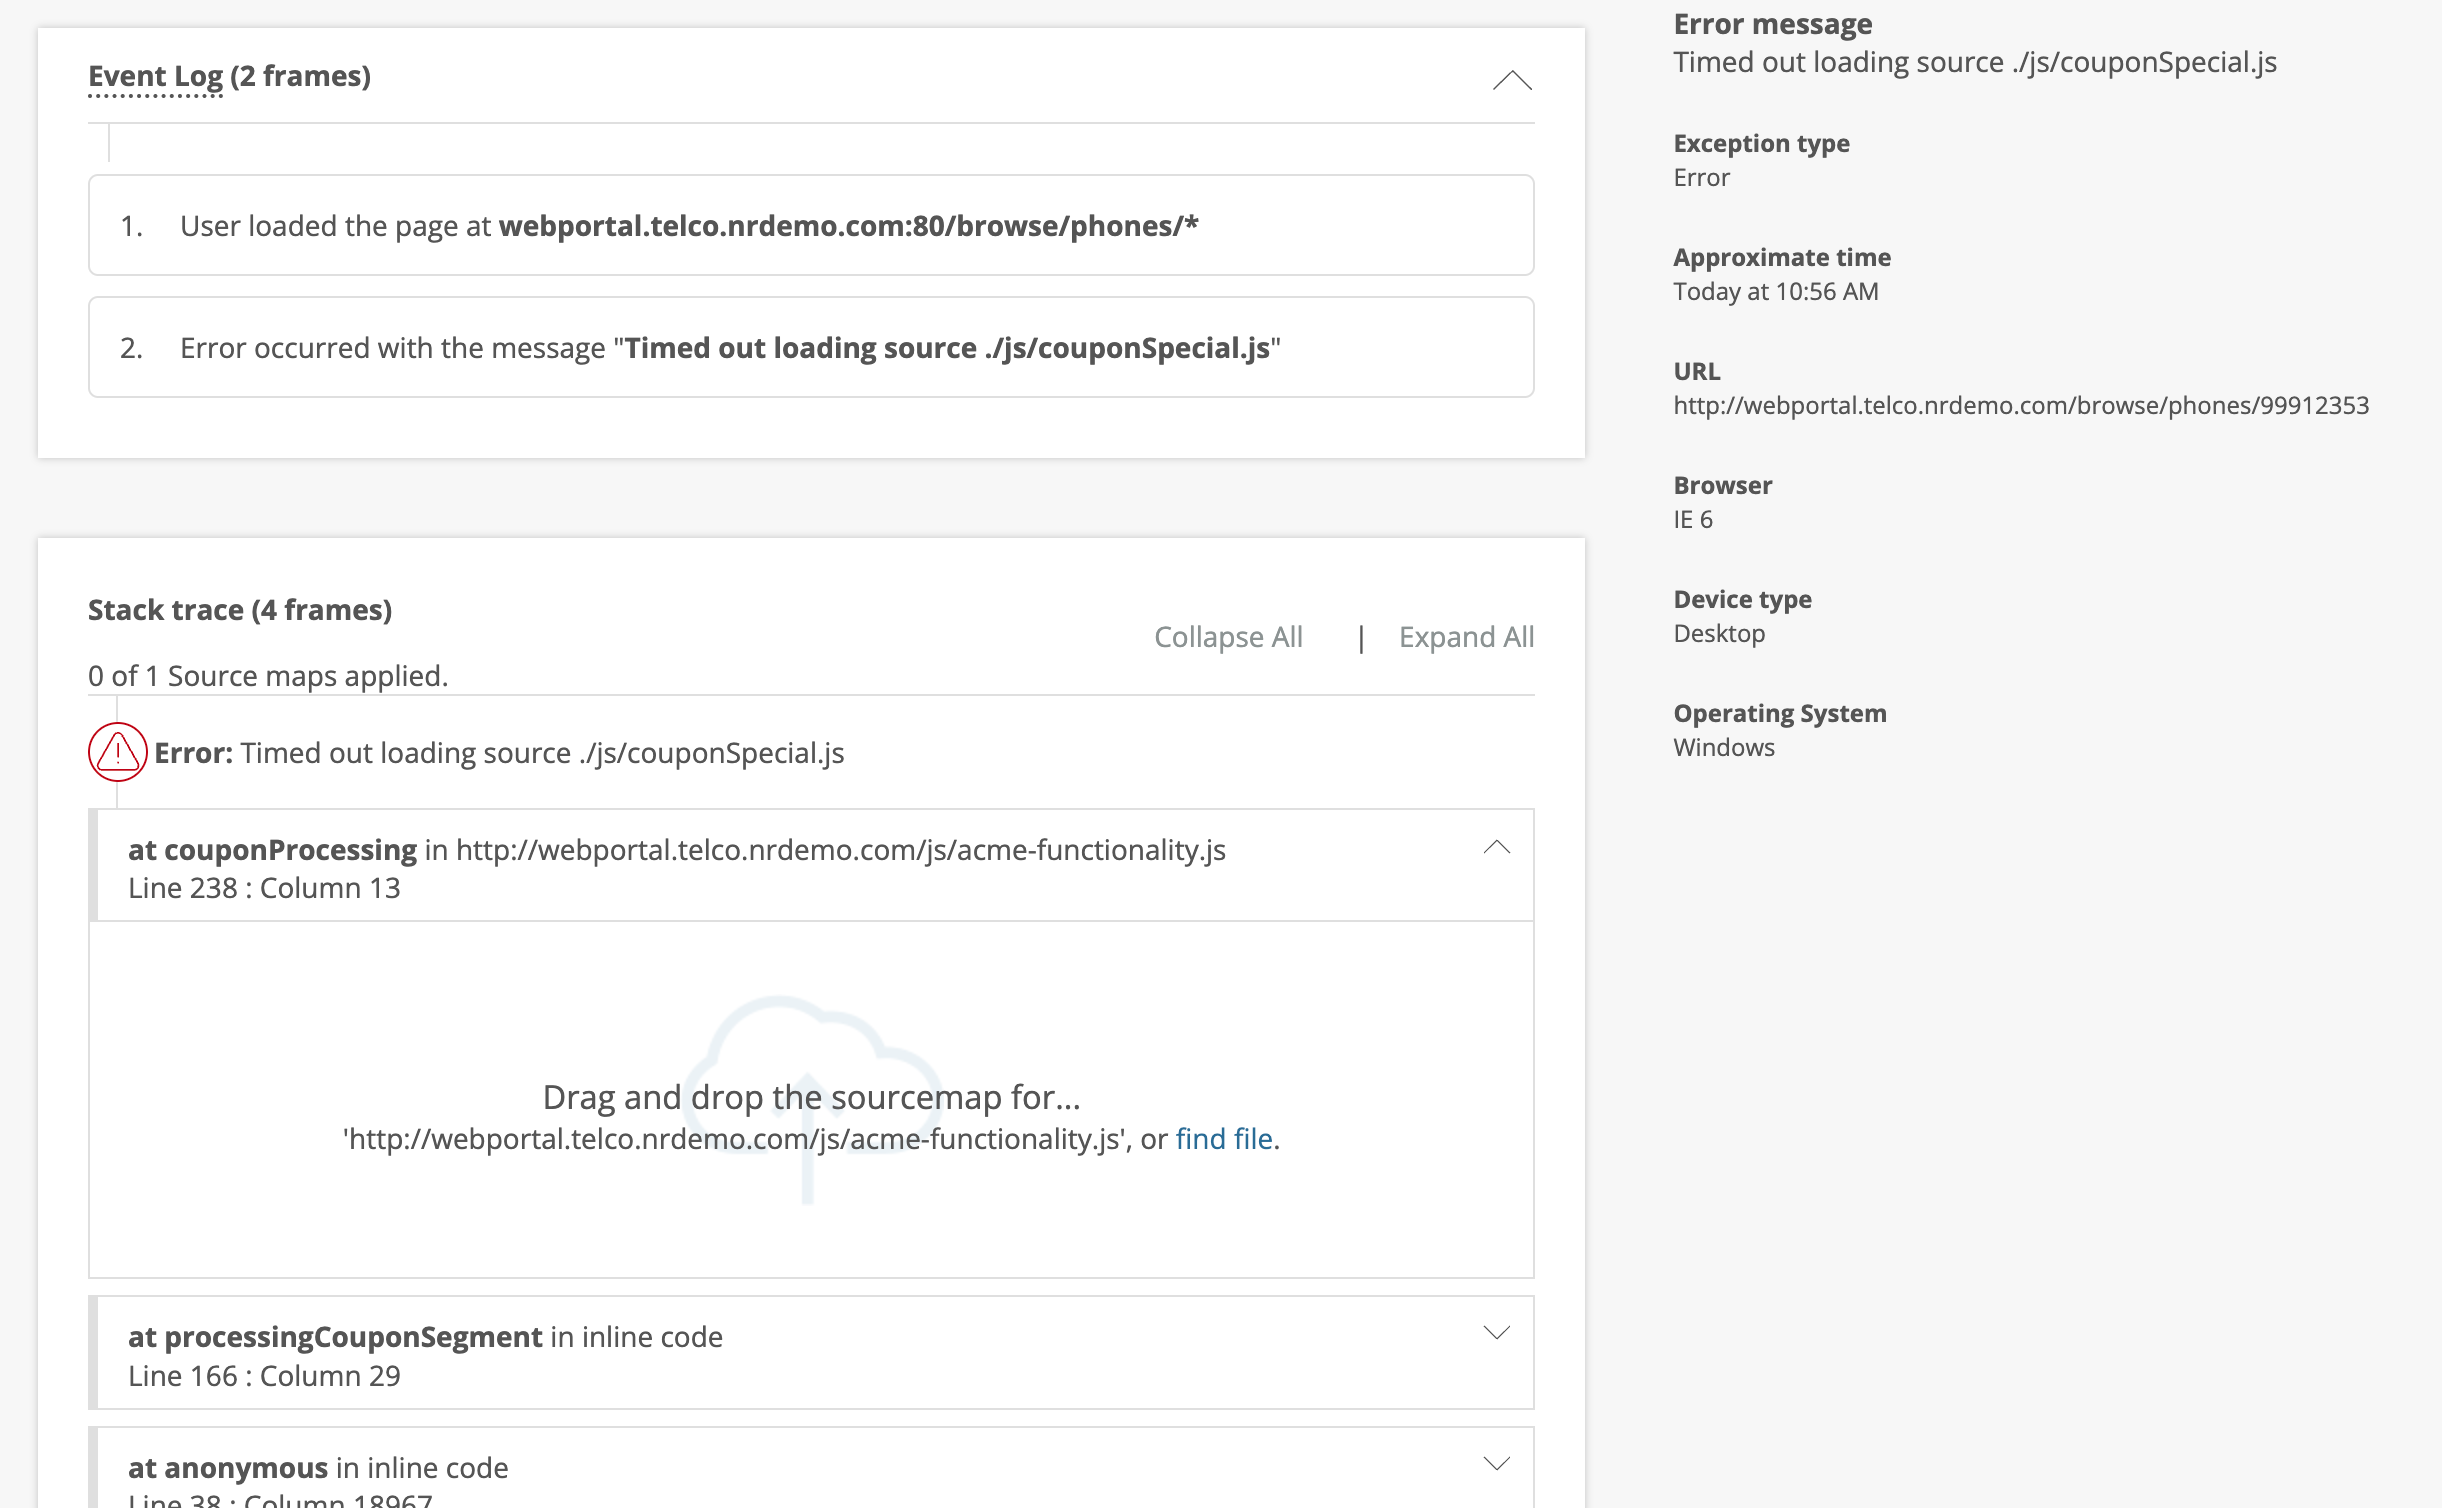 Event Log (2 frames)
1. User loaded the page at webportal.telco.nrdemo.com:80/browse/phones/*
2. Error occurred with the message "Timed out loading source ./js/couponSpecial.js"
Stack trace (4 frames)
Collapse All | Expand All
0 of 1 Source maps applied.
Error: Timed out loading source ./js/couponSpecial.js
at couponProcessing in http://webportal.telco.nrdemo.com/js/acme-functionality.js
Line 238 : Column 13
Drag and drop the sourcemap for...
'http://webportal.telco.nrdemo.com/js/acme-functionality.js', or find file.
at processingCouponSegment in inline code
Line 166 : Column 29
at anonymous in inline code
Line 38 : Column 18967
Error message
Timed out loading source ./js/couponSpecial.js
Exception type
Error
Approximate time
Today at 10:56 AM
URL
http://webportal.telco.nrdemo.com/browse/phones/99912353
Browser
IE 6
Device type
Desktop
Operating System
Windows